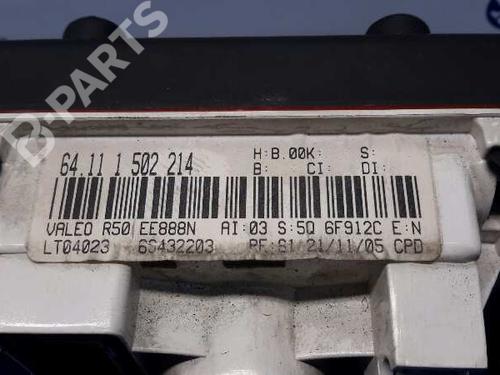 B-PARTS
64.11 1 502 214 H:B.00K: S:
B: CI: DI:
VALEO R50 EE888N AI:03 S:5Q 6F912C E:N
LT04023 6S432203 PF:S1/21/11/05 CPD